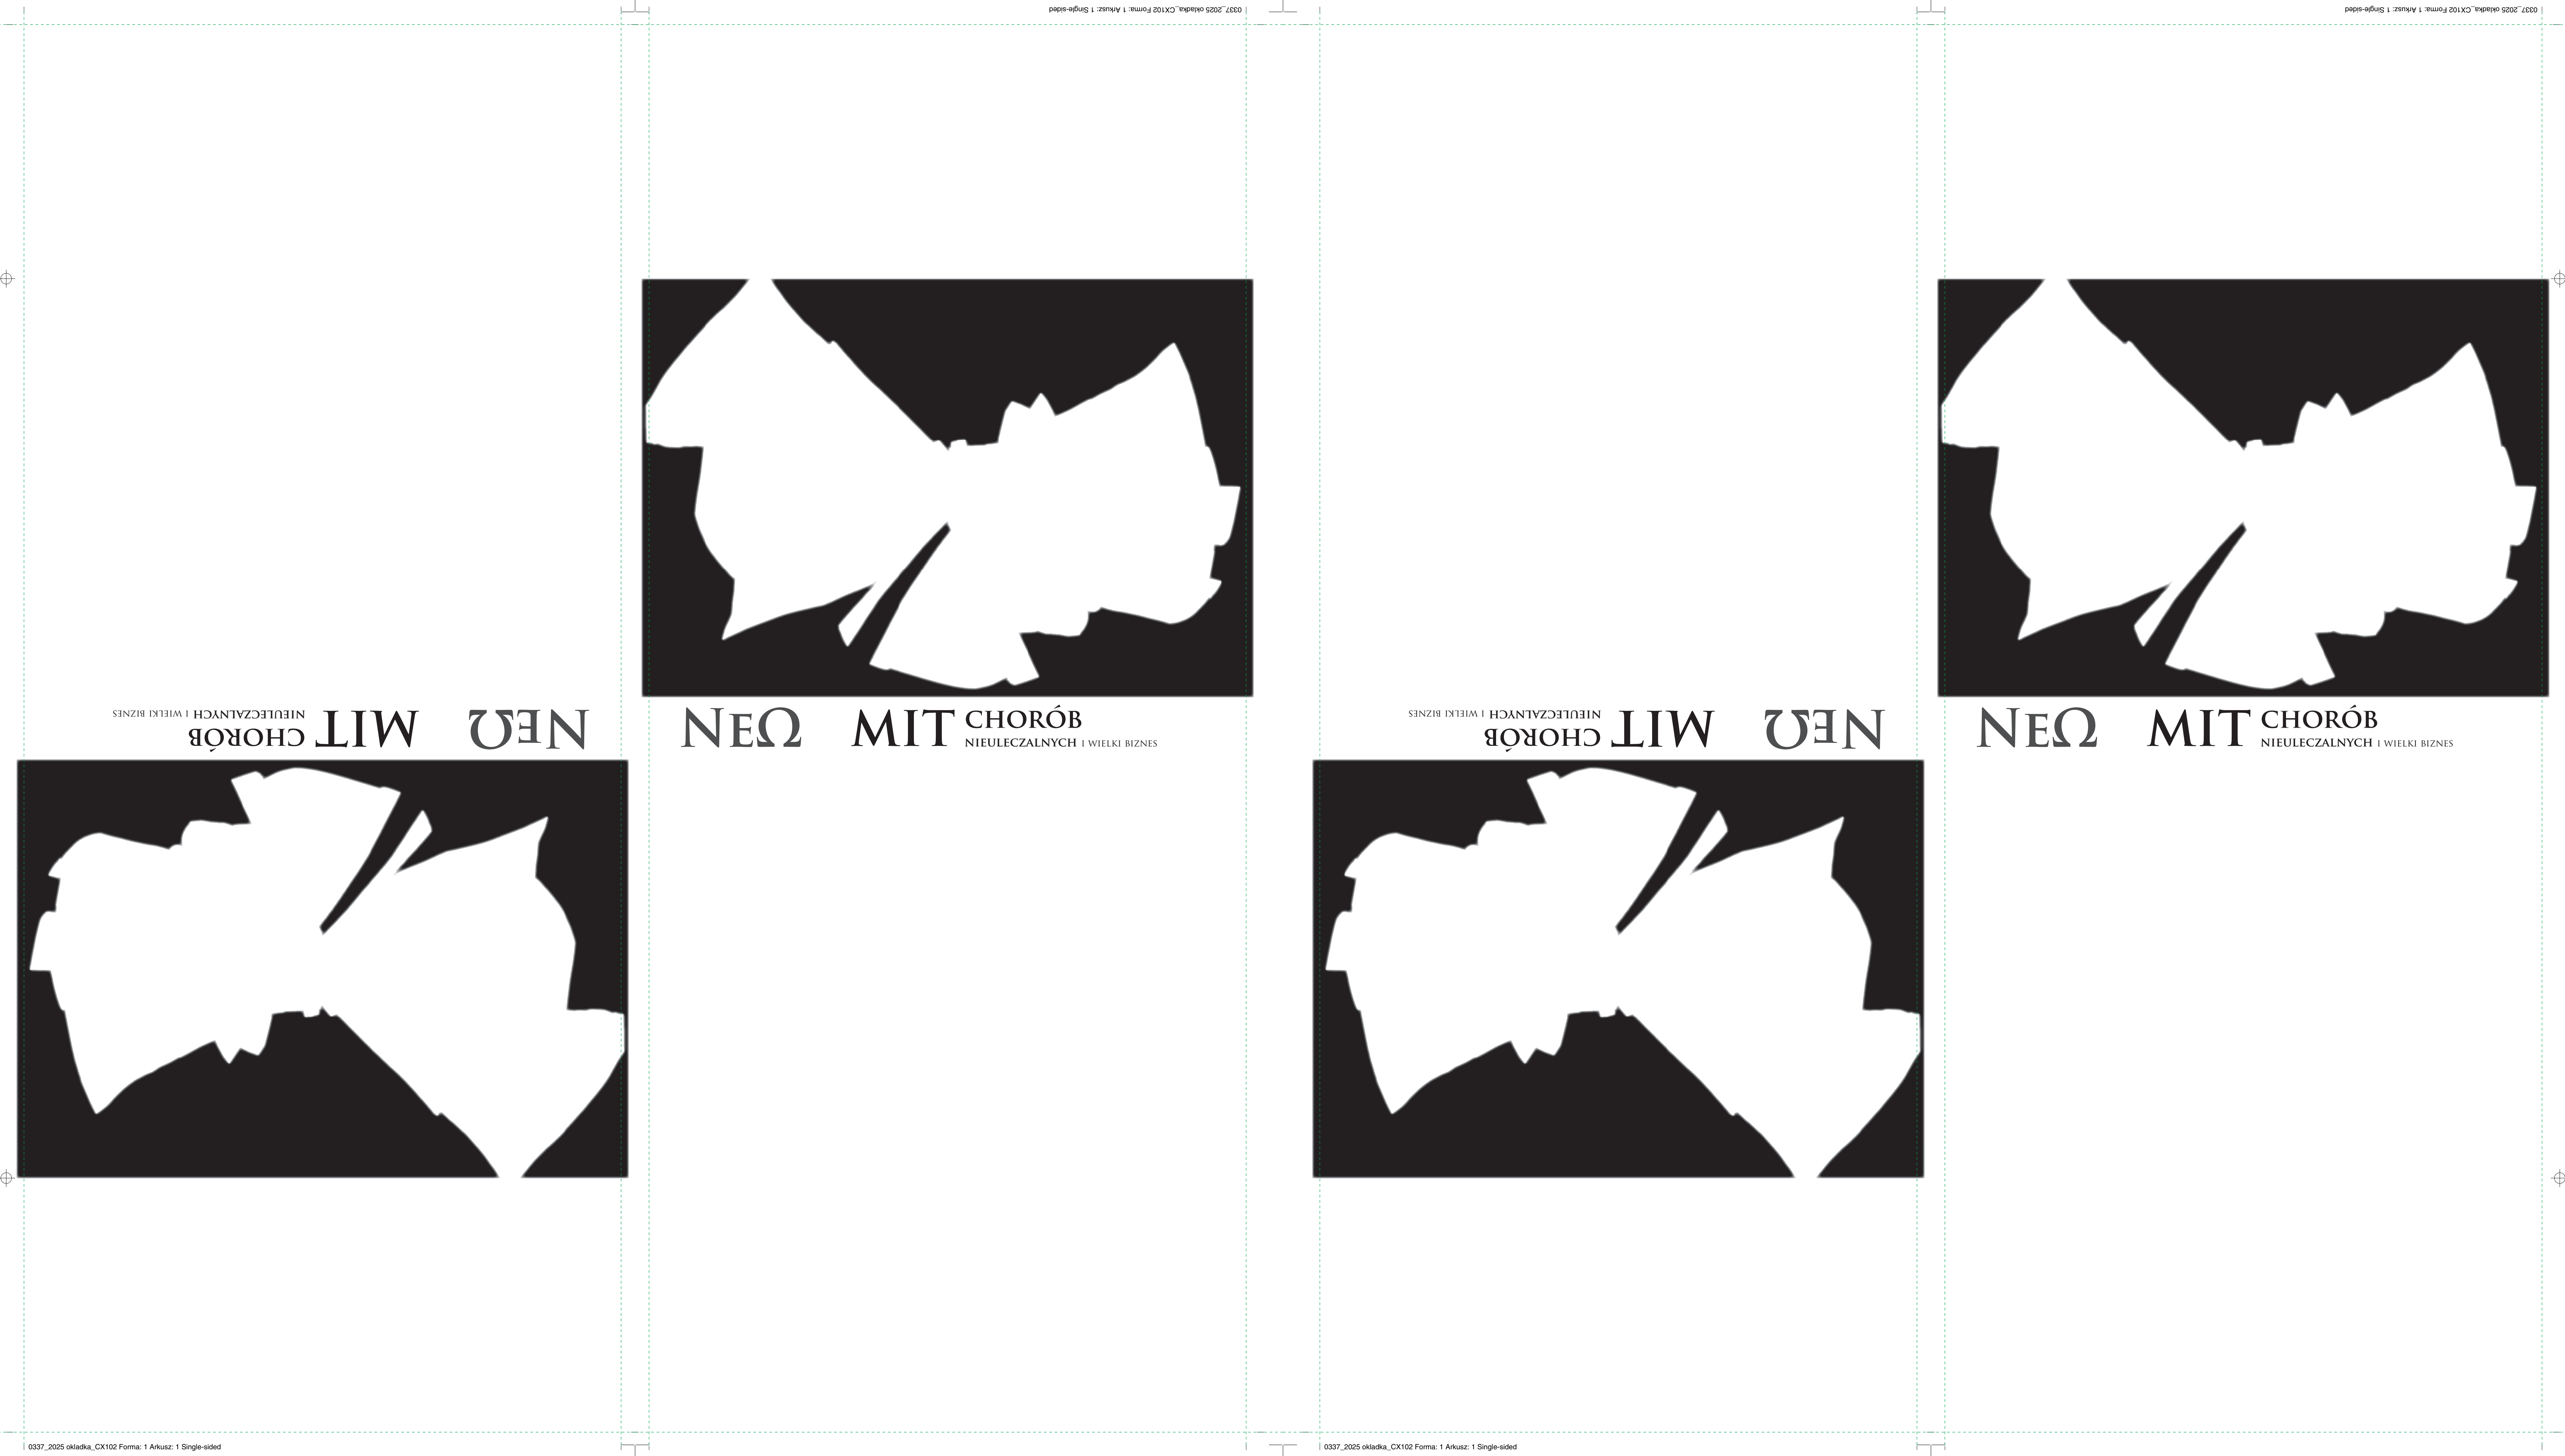 0337_2025 okladka_CX102 Forma: 1 Arkusz: 1 Single-sided
0337_2025 okladka_CX102 Forma: 1 Arkusz: 1 Single-sided
NEΩ MIT CHORÓB
NIEULECZALNYCH I WIELKI BIZNES
NEΩ MIT CHORÓB
NIEULECZALNYCH I WIELKI BIZNES
NEΩ MIT CHORÓB
NIEULECZALNYCH I WIELKI BIZNES
NEΩ MIT CHORÓB
NIEULECZALNYCH I WIELKI BIZNES
0337_2025 okladka_CX102 Forma: 1 Arkusz: 1 Single-sided
0337_2025 okladka_CX102 Forma: 1 Arkusz: 1 Single-sided